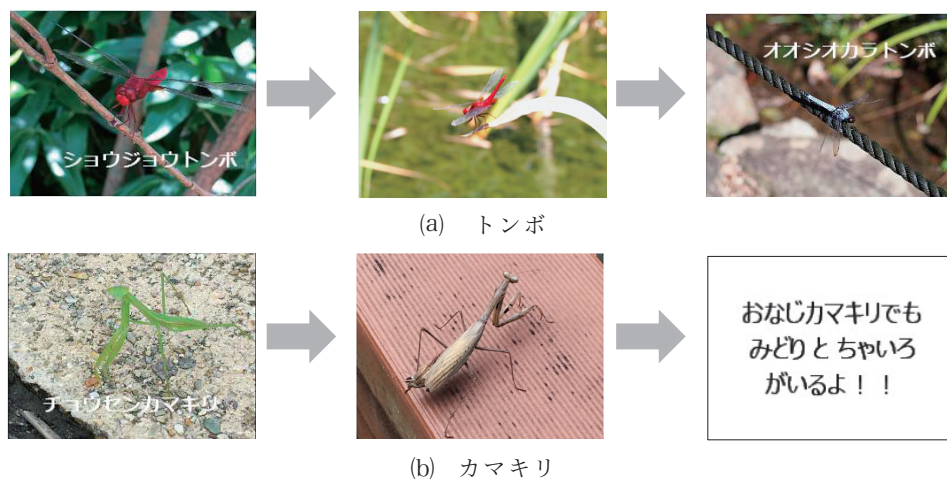 ショウジョウトンボ
オオシオカラトンボ
(a) トンボ
チョウセンカマキリ
おなじカマキリでも
みどりとちゃいろ
がいるよ！！
(b) カマキリ